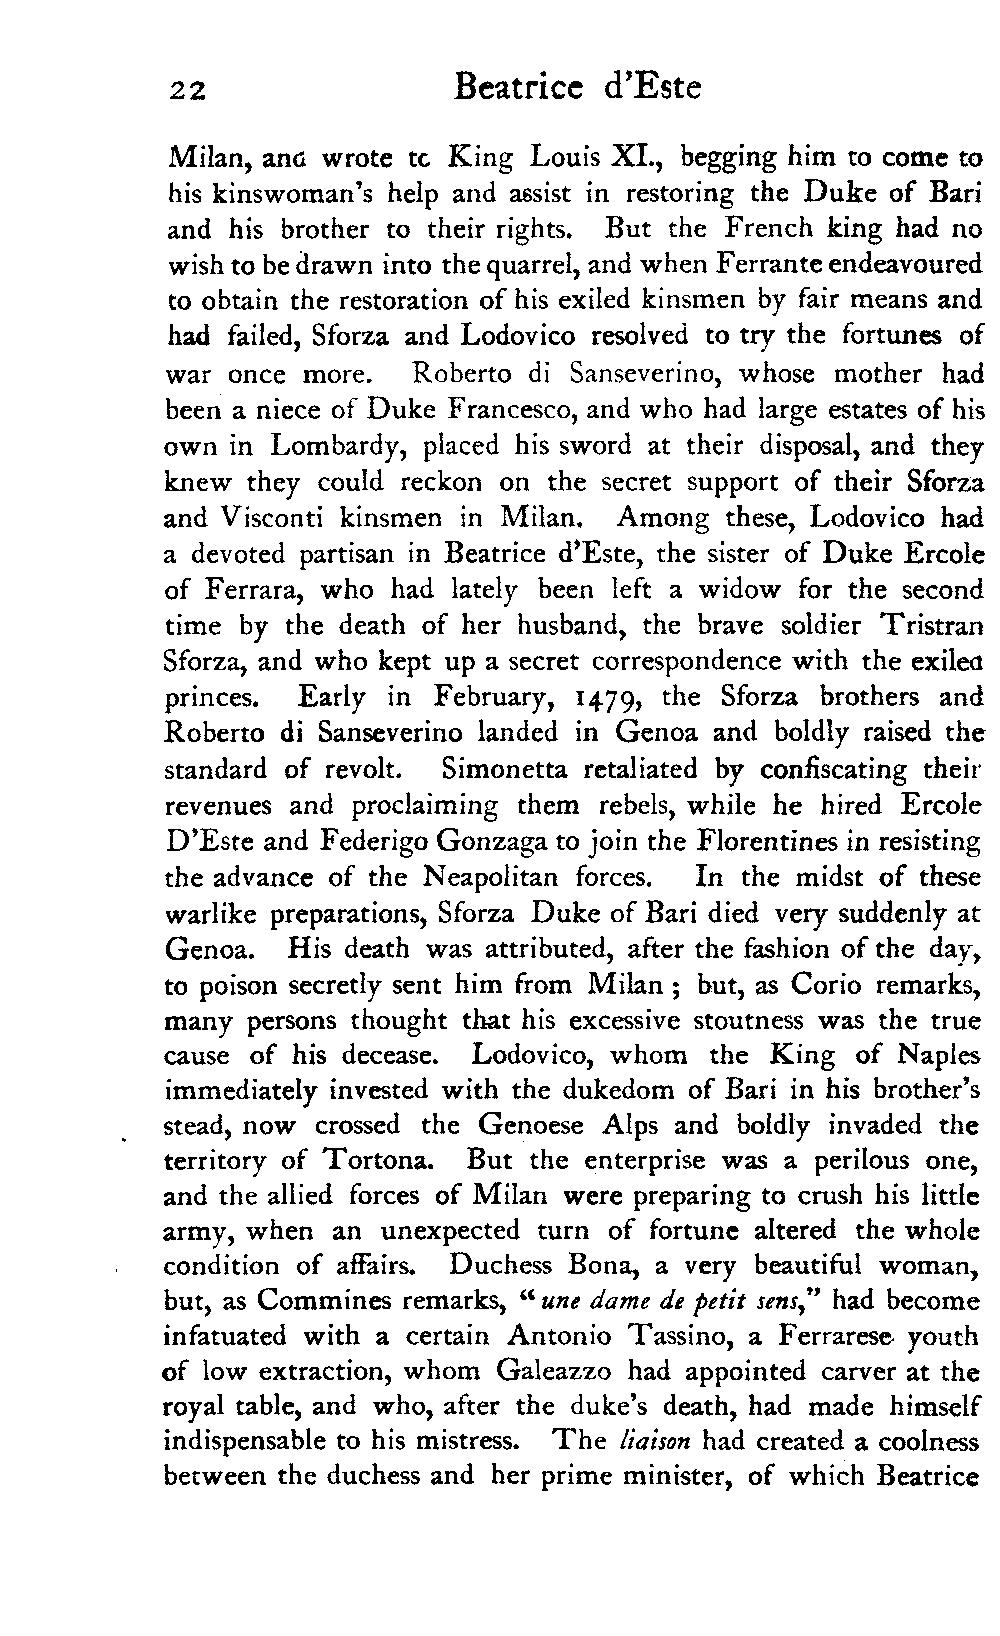 22 Beatrice d'Este
Milan, and wrote to King Louis XI., begging him to come to
his kinswoman's help and assist in restoring the Duke of Bari
and his brother to their rights. But the French king had no
wish to be drawn into the quarrel, and when Ferrante endeavoured
to obtain the restoration of his exiled kinsmen by fair means and
had failed, Sforza and Lodovico resolved to try the fortunes of
war once more. Roberto di Sanseverino, whose mother had
been a niece of Duke Francesco, and who had large estates of his
own in Lombardy, placed his sword at their disposal, and they
knew they could reckon on the secret support of their Sforza
and Visconti kinsmen in Milan. Among these, Lodovico had
a devoted partisan in Beatrice d'Este, the sister of Duke Ercole
of Ferrara, who had lately been left a widow for the second
time by the death of her husband, the brave soldier Tristran
Sforza, and who kept up a secret correspondence with the exiled
princes. Early in February, 1479, the Sforza brothers and
Roberto di Sanseverino landed in Genoa and boldly raised the
standard of revolt. Simonetta retaliated by confiscating their
revenues and proclaiming them rebels, while he hired Ercole
D'Este and Federigo Gonzaga to join the Florentines in resisting
the advance of the Neapolitan forces. In the midst of these
warlike preparations, Sforza Duke of Bari died very suddenly at
Genoa. His death was attributed, after the fashion of the day,
to poison secretly sent him from Milan ; but, as Corio remarks,
many persons thought that his excessive stoutness was the true
cause of his decease. Lodovico, whom the King of Naples
immediately invested with the dukedom of Bari in his brother's
stead, now crossed the Genoese Alps and boldly invaded the
territory of Tortona. But the enterprise was a perilous one,
and the allied forces of Milan were preparing to crush his little
army, when an unexpected turn of fortune altered the whole
condition of affairs. Duchess Bona, a very beautiful woman,
but, as Commines remarks, "une dame de petit sens," had become
infatuated with a certain Antonio Tassino, a Ferrarese youth
of low extraction, whom Galeazzo had appointed carver at the
royal table, and who, after the duke's death, had made himself
indispensable to his mistress. The liaison had created a coolness
between the duchess and her prime minister, of which Beatrice